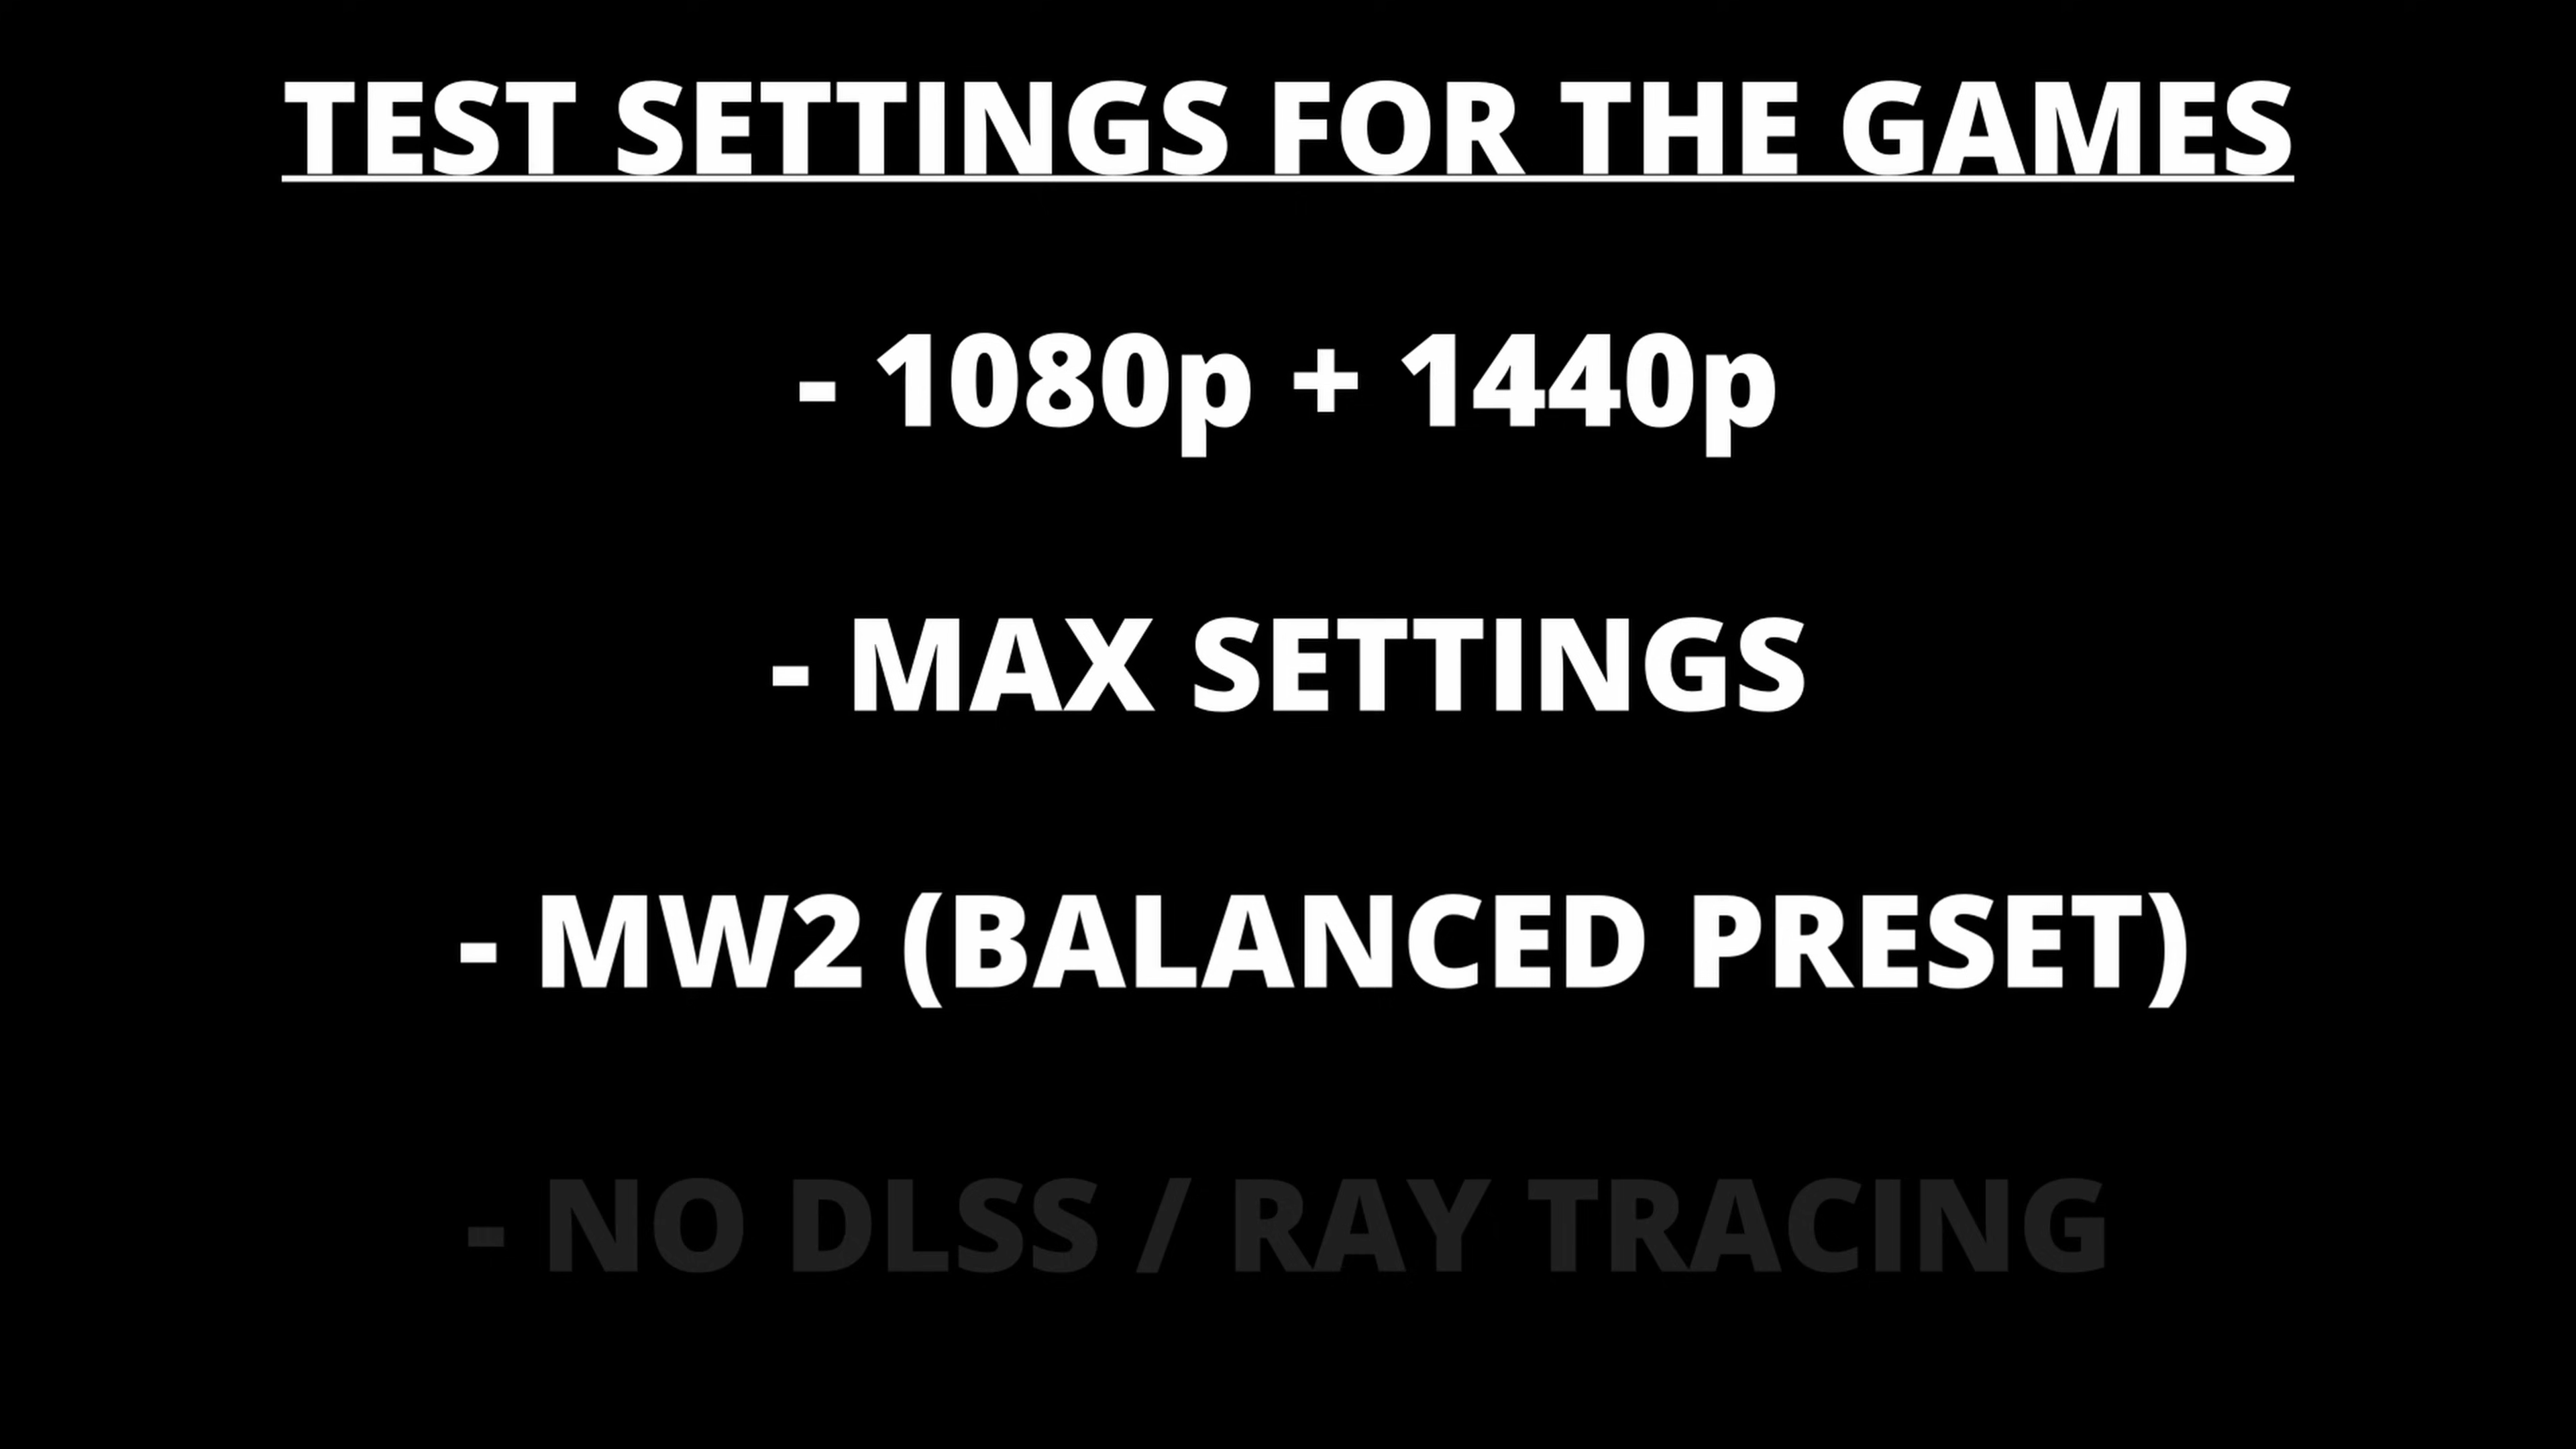 TEST SETTINGS FOR THE GAMES
- 1080p + 1440p
- MAX SETTINGS
- MW2 (BALANCED PRESET)
- NO DLSS / RAY TRACING